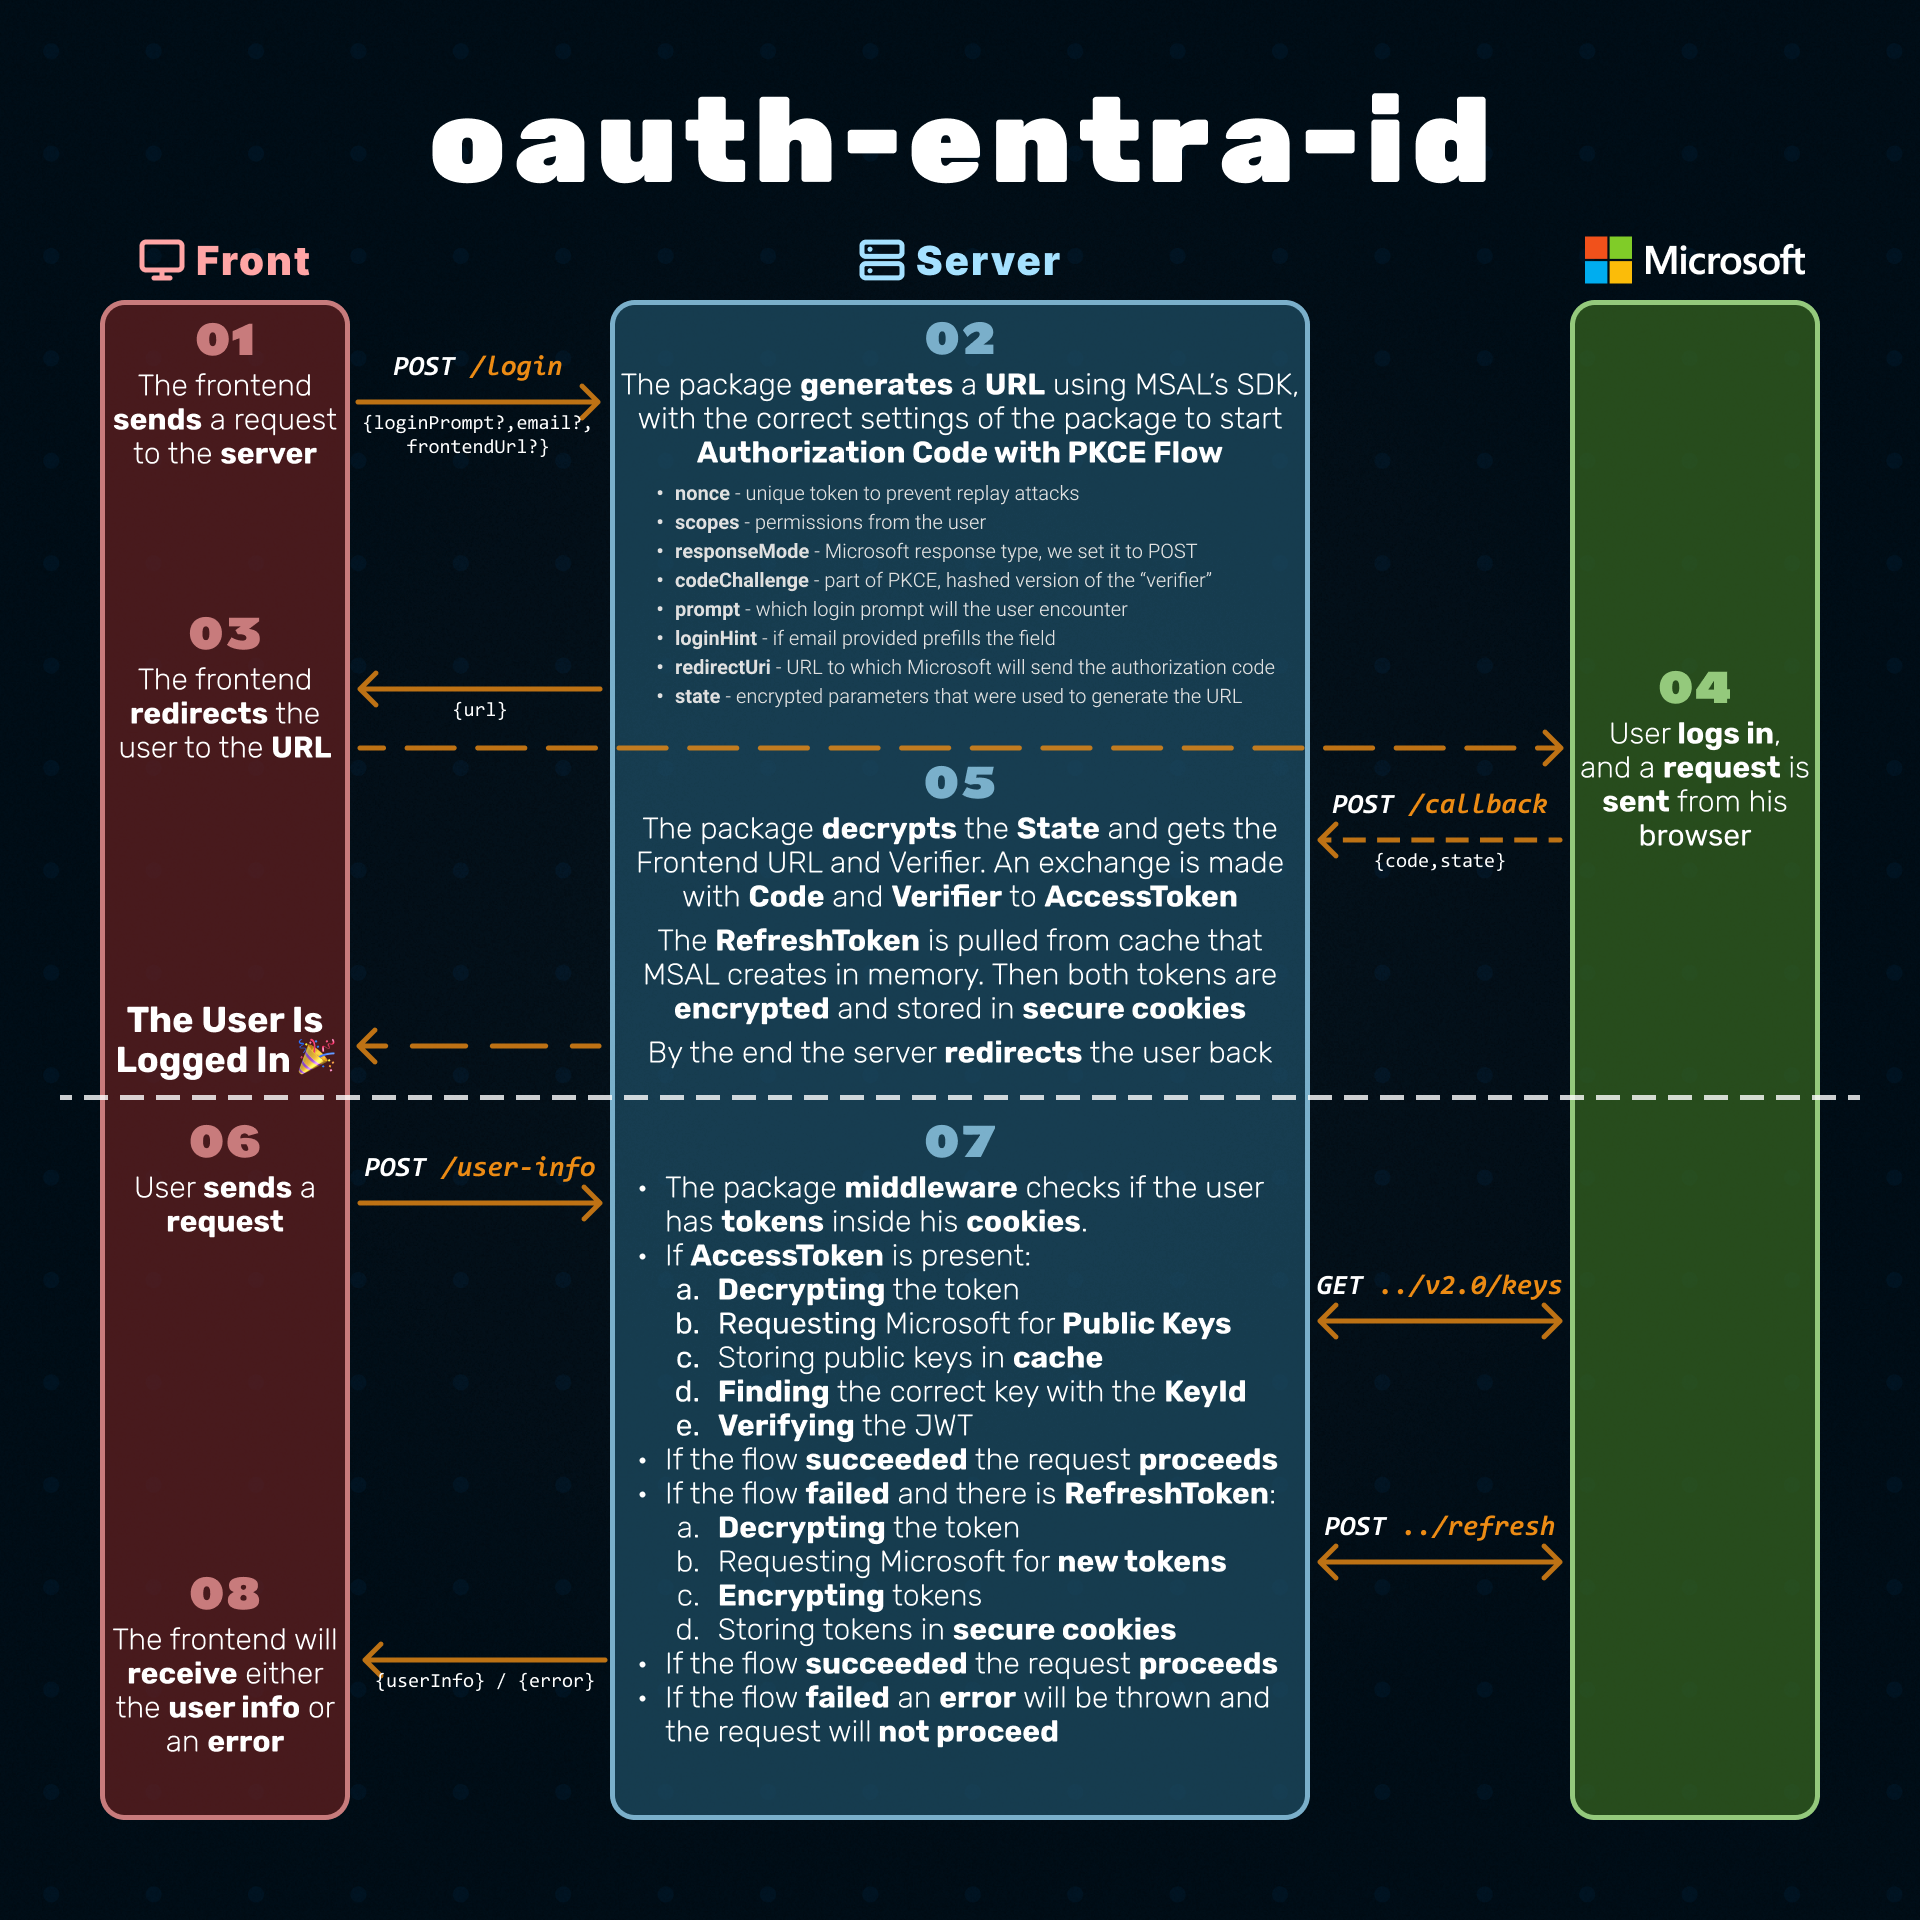 oauth-entra-id
Front
Server
Microsoft
01
The frontend
sends a request
to the server
POST /login
{loginPrompt?,email?,
frontendUrl?}
02
The package generates a URL using MSAL's SDK,
with the correct settings of the package to start
Authorization Code with PKCE Flow
• nonce - unique token to prevent replay attacks
• scopes - permissions from the user
• responseMode - Microsoft response type, we set it to POST
• codeChallenge - part of PKCE, hashed version of the “verifier”
• prompt - which login prompt will the user encounter
• loginHint - if email provided prefills the field
• redirectUri - URL to which Microsoft will send the authorization code
• state - encrypted parameters that were used to generate the URL
03
The frontend
redirects the
user to the URL
{url}
04
User logs in,
and a request is
sent from his
browser
POST /callback
{code,state}
05
The package decrypts the State and gets the
Frontend URL and Verifier. An exchange is made
with Code and Verifier to AccessToken
The RefreshToken is pulled from cache that
MSAL creates in memory. Then both tokens are
encrypted and stored in secure cookies
By the end the server redirects the user back
The User Is
Logged In 🎉
06
User sends a
request
POST /user-info
07
• The package middleware checks if the user
has tokens inside his cookies.
• If AccessToken is present:
a. Decrypting the token
b. Requesting Microsoft for Public Keys
c. Storing public keys in cache
d. Finding the correct key with the KeyId
e. Verifying the JWT
• If the flow succeeded the request proceeds
• If the flow failed and there is RefreshToken:
a. Decrypting the token
b. Requesting Microsoft for new tokens
c. Encrypting tokens
d. Storing tokens in secure cookies
• If the flow succeeded the request proceeds
• If the flow failed an error will be thrown and
the request will not proceed
GET ../v2.0/keys
POST ../refresh
08
The frontend will
receive either
the user info or
an error
{userInfo} / {error}